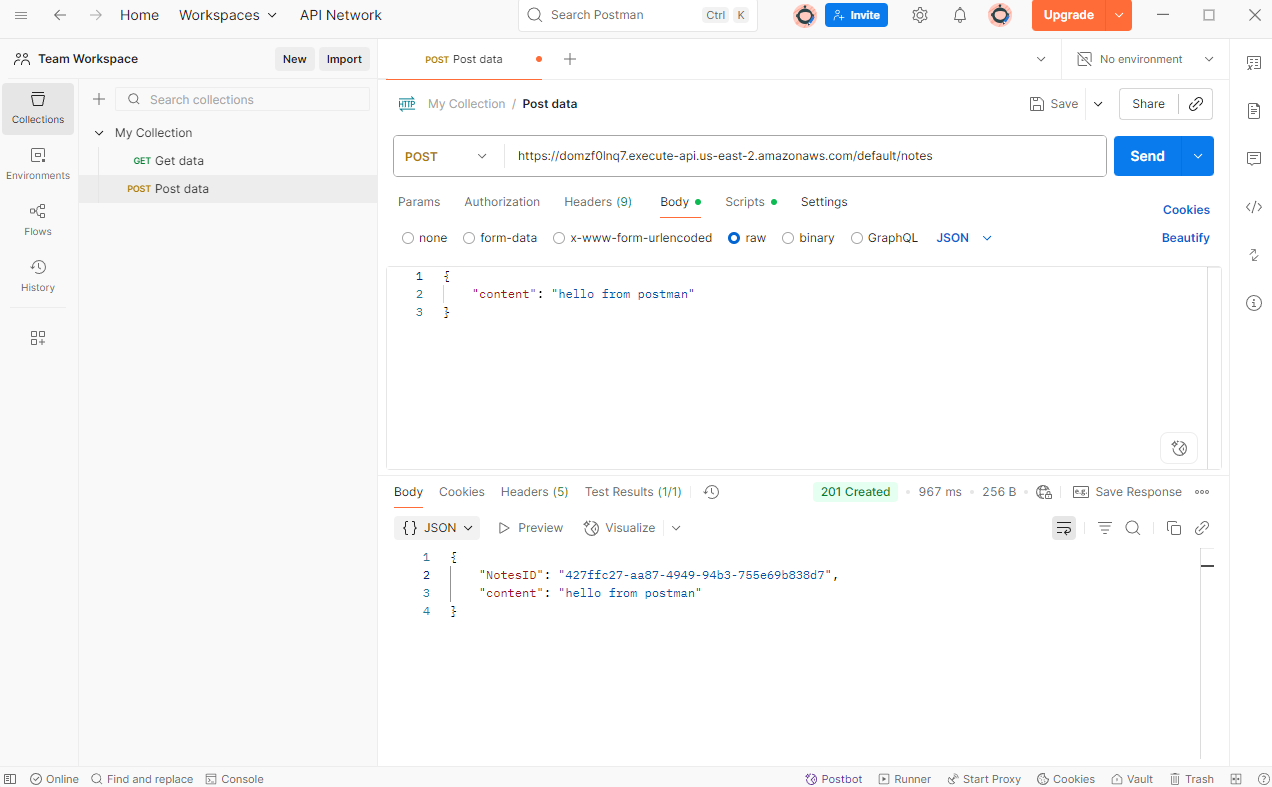 Home Workspaces API Network Search Postman Ctrl K Invite Upgrade
Team Workspace New Import
POST Post data
No environment
Collections
Search collections
My Collection
GET Get data
POST Post data
Environments
Flows
History
HTTP My Collection / Post data
Save Share
POST https://domzf0lnq7.execute-api.us-east-2.amazonaws.com/default/notes
Send
Params Authorization Headers (9) Body Scripts Settings Cookies
none form-data x-www-form-urlencoded raw binary GraphQL JSON Beautify
1 {
2 "content": "hello from postman"
3 }
Body Cookies Headers (5) Test Results (1/1) 201 Created 967 ms 256 B e.g. Save Response
{} JSON Preview Visualize
1 {
2 "NotesID": "427ffc27-aa87-4949-94b3-755e69b838d7",
3 "content": "hello from postman"
4 }
Online Find and replace Console Postbot Runner Start Proxy Cookies Vault Trash